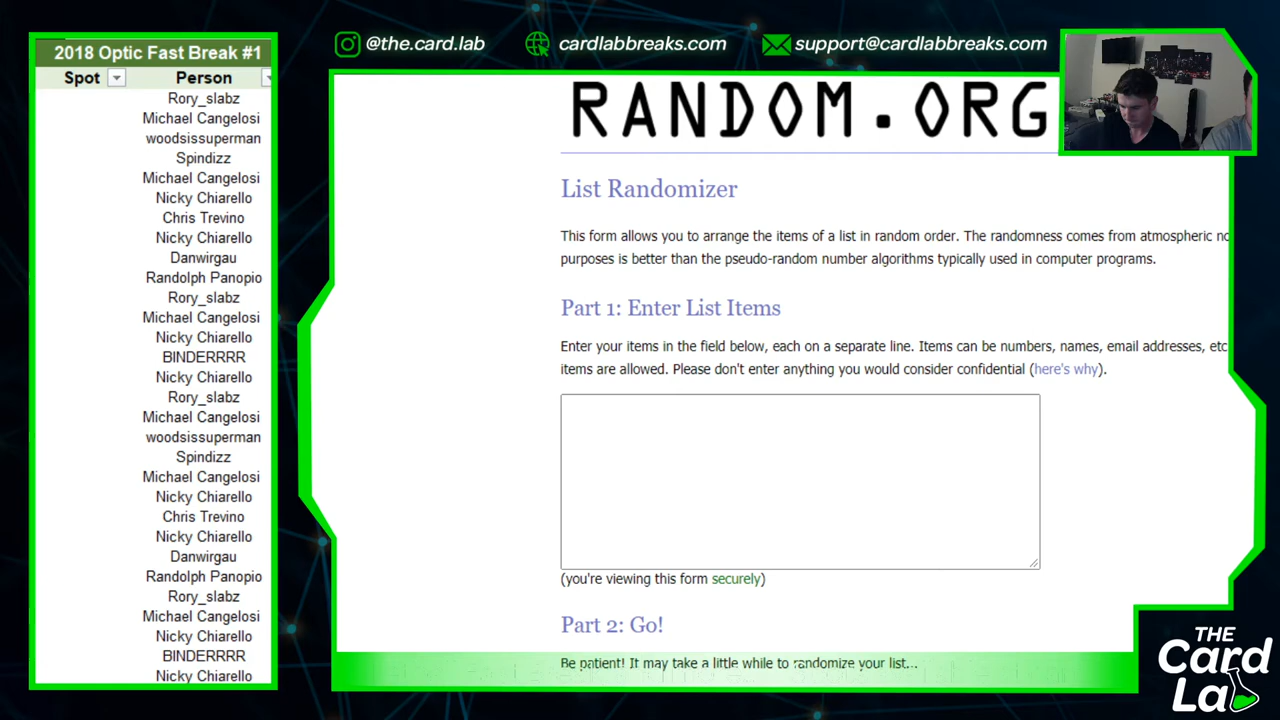 2018 Optic Fast Break #1
Spot Person
Rory_slabz
Michael Cangelosi
woodsissuperman
Spindizz
Michael Cangelosi
Nicky Chiarello
Chris Trevino
Nicky Chiarello
Danwirgau
Randolph Panopio
Rory_slabz
Michael Cangelosi
Nicky Chiarello
BINDERRRR
Nicky Chiarello
Rory_slabz
Michael Cangelosi
woodsissuperman
Spindizz
Michael Cangelosi
Nicky Chiarello
Chris Trevino
Nicky Chiarello
Danwirgau
Randolph Panopio
Rory_slabz
Michael Cangelosi
Nicky Chiarello
BINDERRRR
Nicky Chiarello
@the.card.lab cardlabbreaks.com support@cardlabbreaks.com
RANDOM.ORG
List Randomizer
This form allows you to arrange the items of a list in random order. The randomness comes from atmospheric no
purposes is better than the pseudo-random number algorithms typically used in computer programs.
Part 1: Enter List Items
Enter your items in the field below, each on a separate line. Items can be numbers, names, email addresses, etc
items are allowed. Please don't enter anything you would consider confidential (here's why).
(you're viewing this form securely)
Part 2: Go!
Be patient! It may take a little while to randomize your list...
THE
Card
Lab